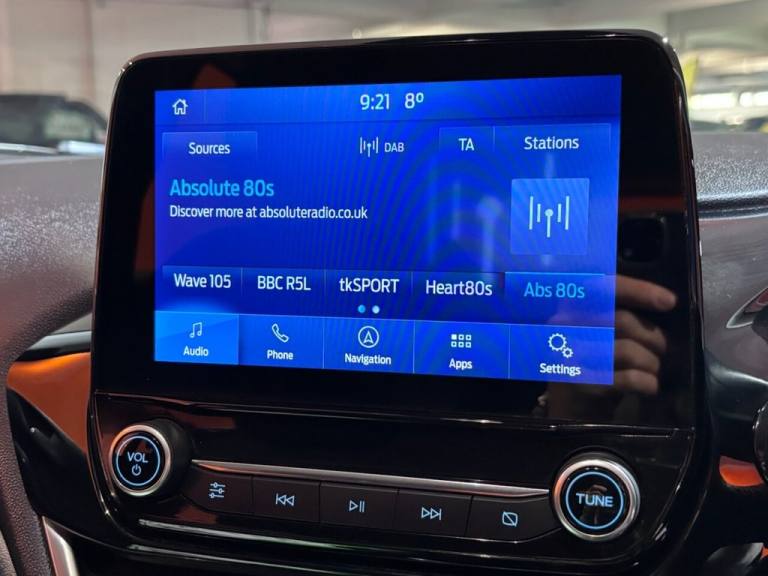 9:21 8°
Sources DAB TA Stations
Absolute 80s
Discover more at absoluteradio.co.uk
Wave 105 BBC R5L tkSPORT Heart80s Abs 80s
Audio Phone Navigation Apps Settings
VOL
TUNE